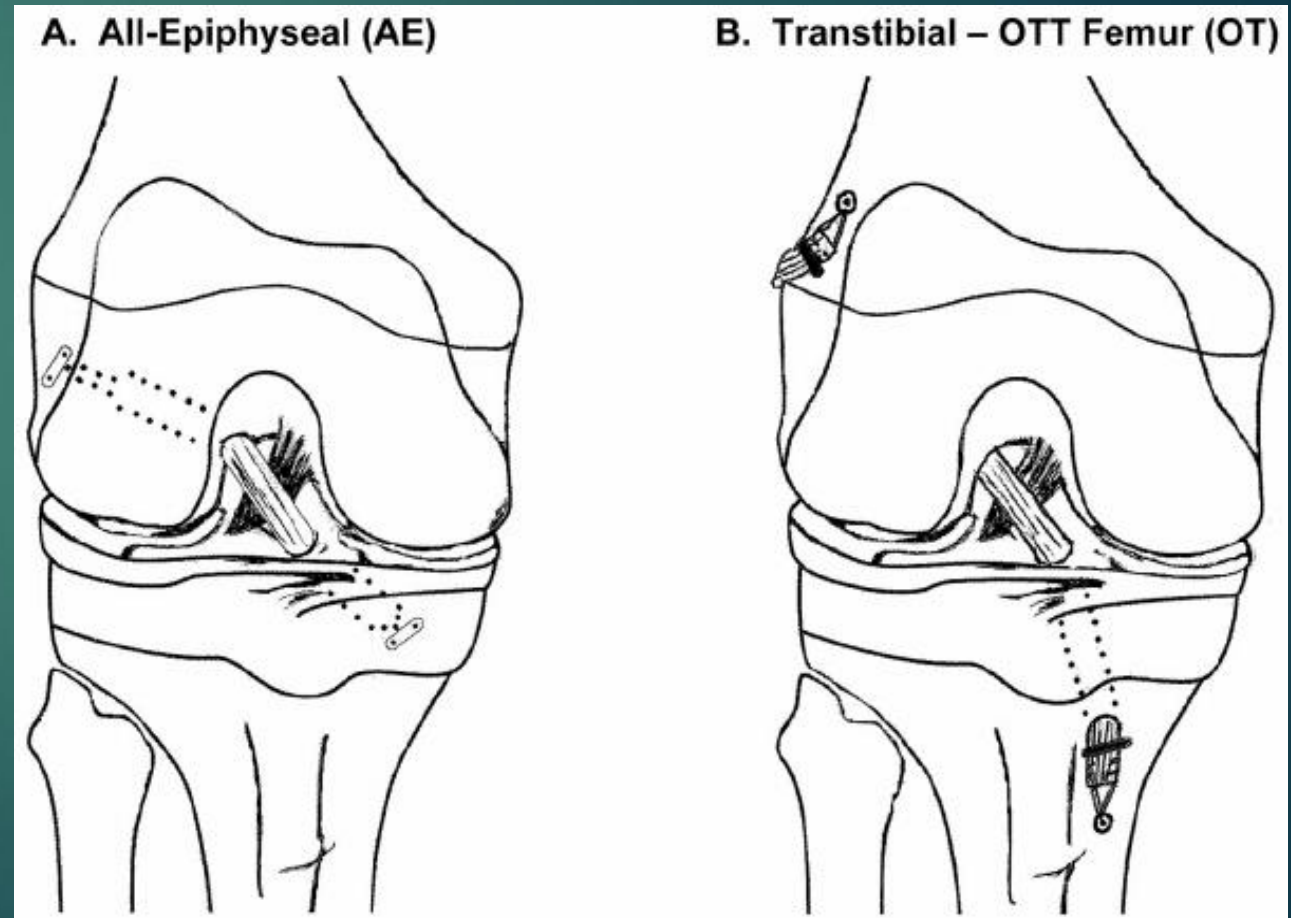 A. All-Epiphyseal (AE)
B. Transtibial – OTT Femur (OT)